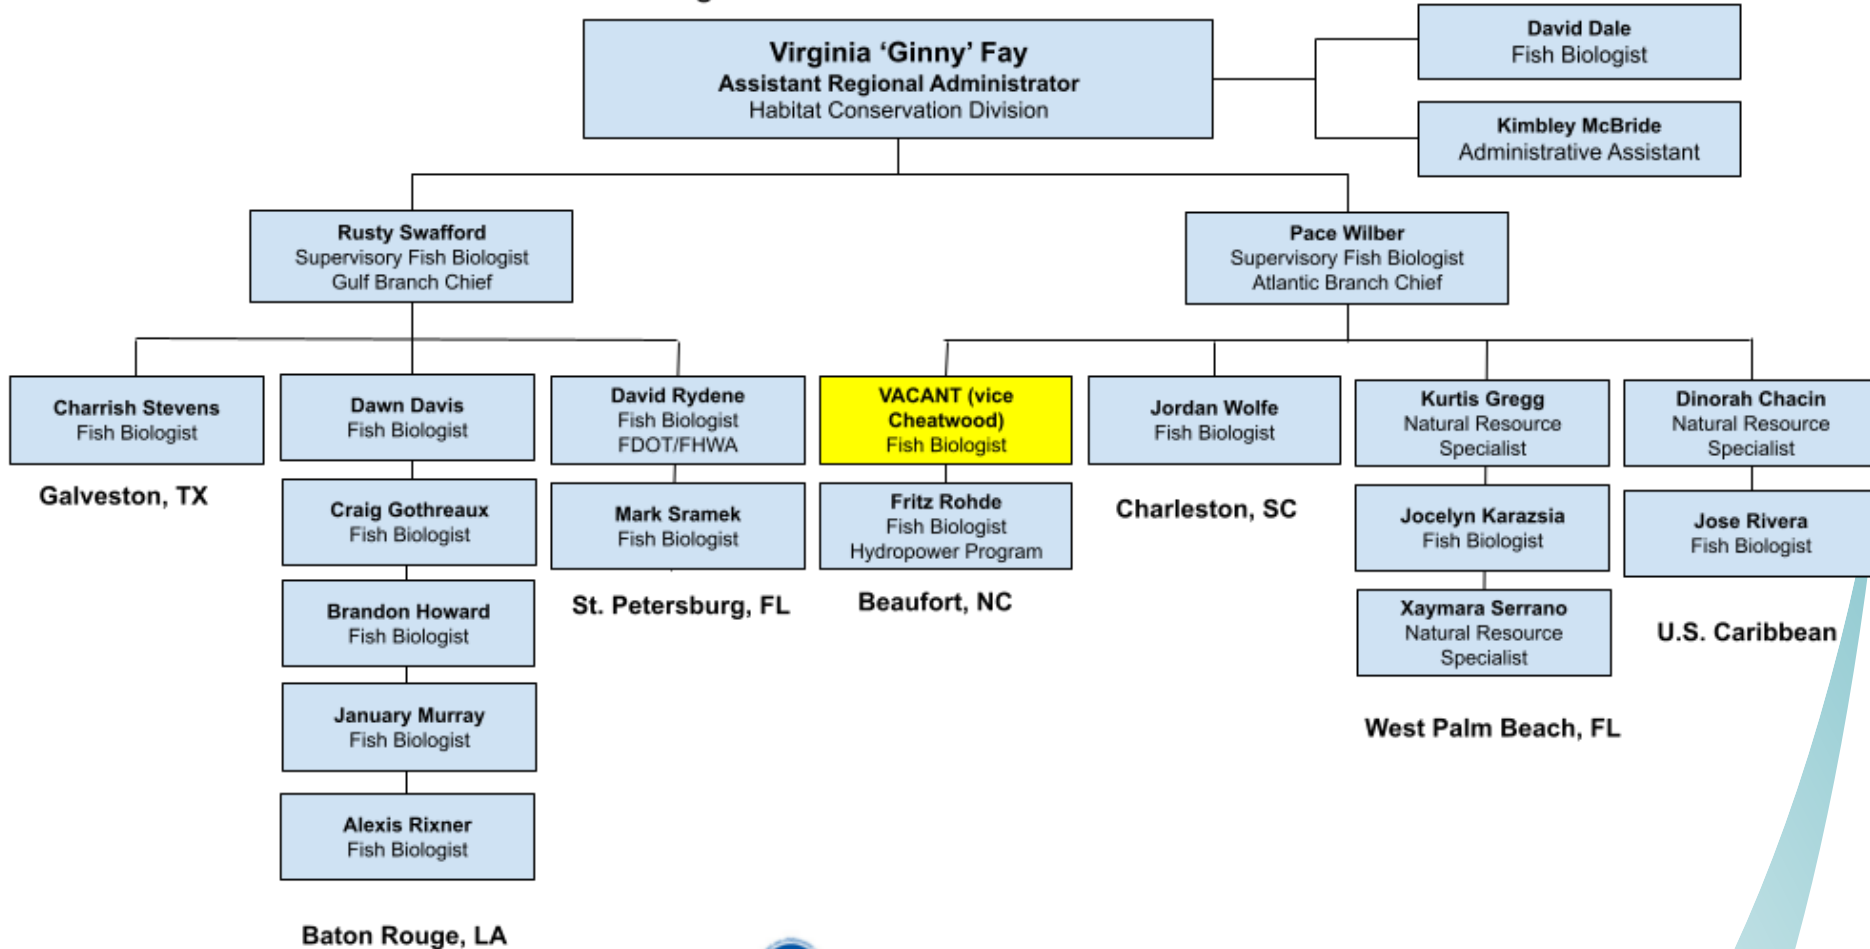 Virginia ‘Ginny’ Fay
Assistant Regional Administrator
Habitat Conservation Division
David Dale
Fish Biologist
Kimbley McBride
Administrative Assistant
Rusty Swafford
Supervisory Fish Biologist
Gulf Branch Chief
Pace Wilber
Supervisory Fish Biologist
Atlantic Branch Chief
Charrish Stevens
Fish Biologist
Galveston, TX
Dawn Davis
Fish Biologist
Craig Gothreaux
Fish Biologist
Brandon Howard
Fish Biologist
January Murray
Fish Biologist
Alexis Rixner
Fish Biologist
Baton Rouge, LA
David Rydene
Fish Biologist
FDOT/FHWA
Mark Sramek
Fish Biologist
St. Petersburg, FL
VACANT (vice
Cheatwood)
Fish Biologist
Fritz Rohde
Fish Biologist
Hydropower Program
Beaufort, NC
Jordan Wolfe
Fish Biologist
Charleston, SC
Kurtis Gregg
Natural Resource
Specialist
Jocelyn Karazsia
Fish Biologist
Xaymara Serrano
Natural Resource
Specialist
West Palm Beach, FL
Dinorah Chacin
Natural Resource
Specialist
Jose Rivera
Fish Biologist
U.S. Caribbean